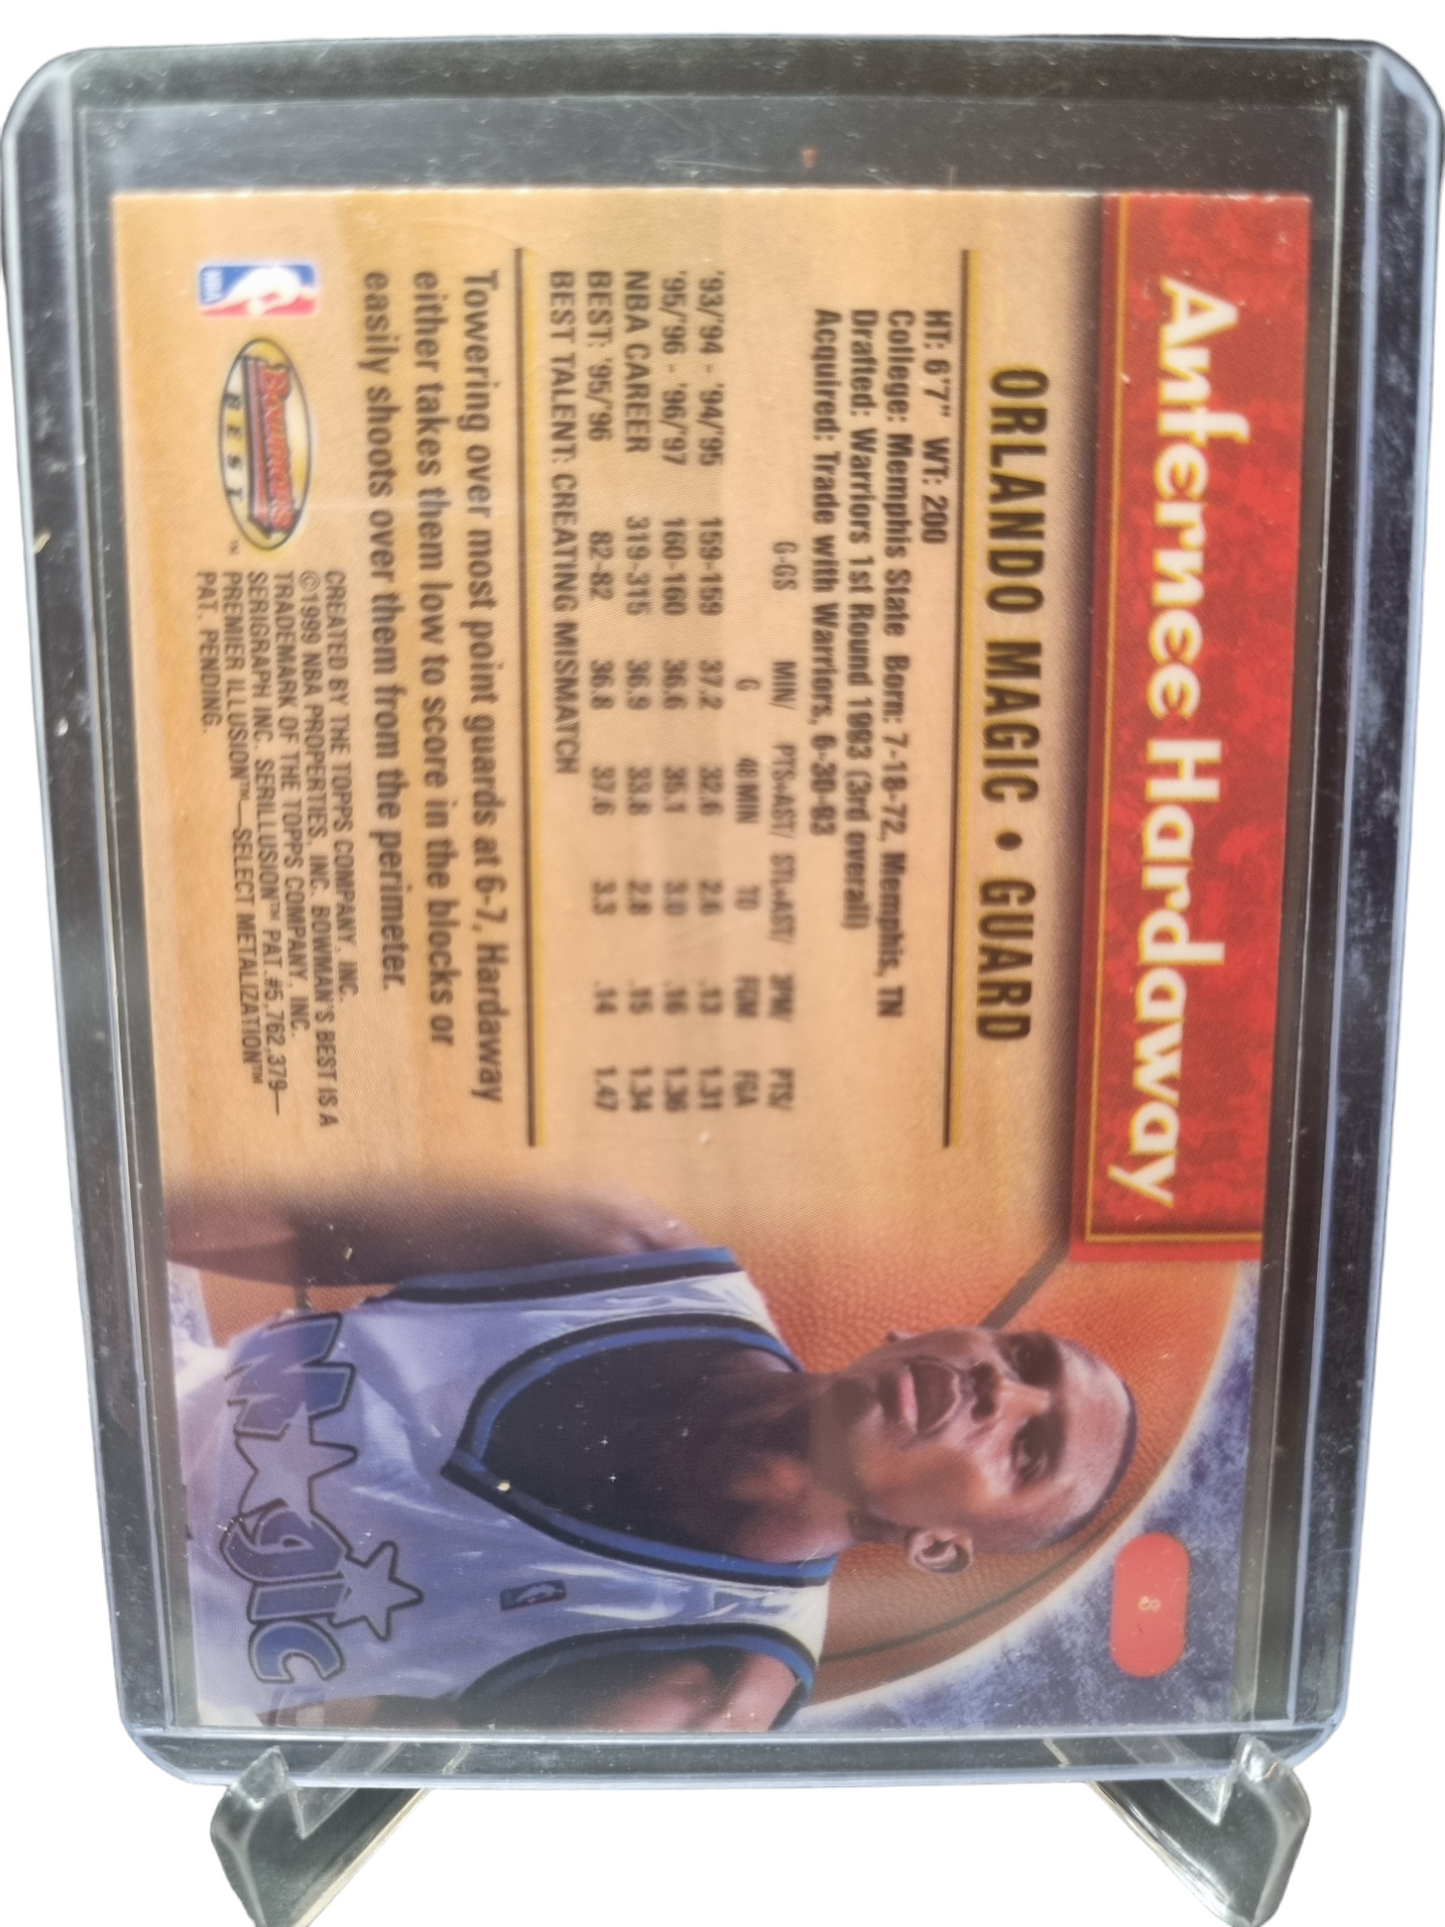 Anfernee Hardaway
8
ORLANDO MAGIC • GUARD
HT: 6'7" WT: 200
College: Memphis State Born: 7-18-72, Memphis, TN
Drafted: Warriors 1st Round 1993 (3rd overall)
Acquired: Trade with Warriors, 6-30-93
G-GS MIN/ PTS+AST/ STL+AST/ 3PM/ PTS/
G 48 MIN TO FGM FGA
'93/'94 - '94/'95 159-159 37.2 32.6 2.6 .13 1.31
'95/'96 - '96/'97 160-160 36.6 35.1 3.0 .16 1.36
NBA CAREER 319-315 36.9 33.8 2.8 .15 1.34
BEST: '95/'96 82-82 36.8 37.6 3.3 .14 1.47
BEST TALENT: CREATING MISMATCH
Towering over most point guards at 6-7, Hardaway
either takes them low to score in the blocks or
easily shoots over them from the perimeter.
NBA
Bowman's
BEST™
CREATED BY THE TOPPS COMPANY, INC.
©1999 NBA PROPERTIES, INC. BOWMAN'S BEST IS A
TRADEMARK OF THE TOPPS COMPANY, INC.
SERIGRAPH INC. SERILLUSION™ PAT.#5,762,379—
PREMIER ILLUSION™—SELECT METALIZATION™
PAT. PENDING.
Magic